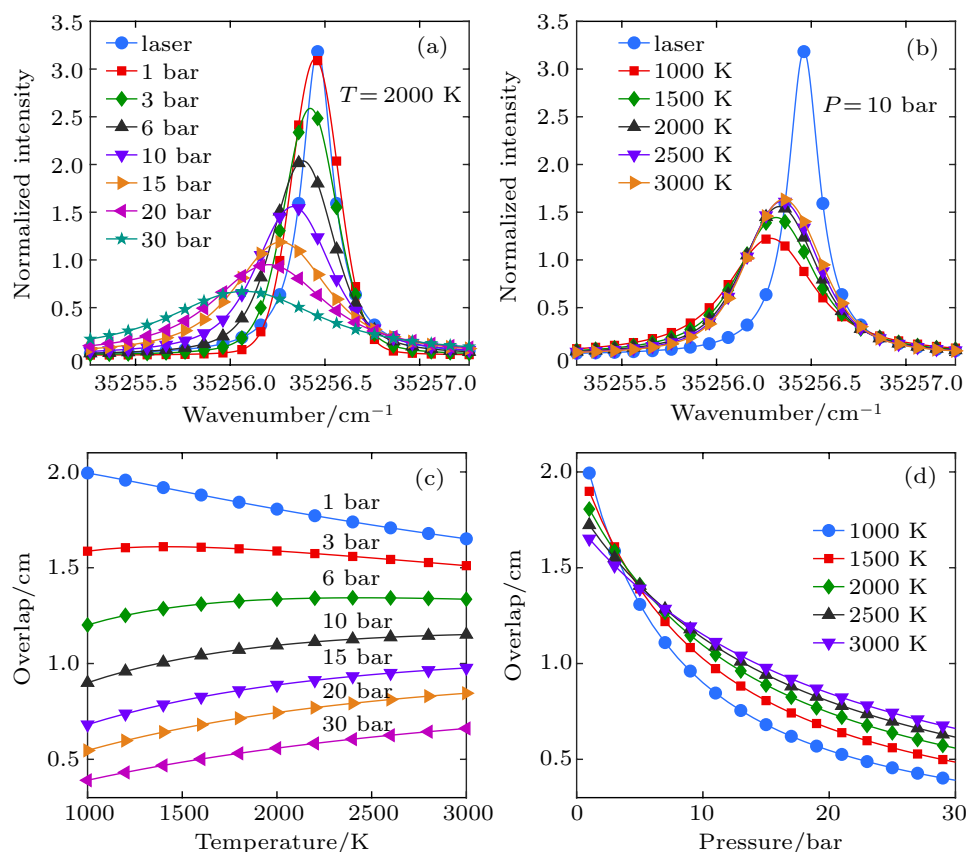 (a)
Normalized intensity
3.5
3.0
2.5
2.0
1.5
1.0
0.5
0
laser
1 bar
3 bar
6 bar
10 bar
15 bar
20 bar
30 bar
T=2000 K
35255.5 35256.0 35256.5 35257.0
Wavenumber/cm⁻¹
(b)
Normalized intensity
3.5
3.0
2.5
2.0
1.5
1.0
0.5
0
laser
1000 K
1500 K
2000 K
2500 K
3000 K
P=10 bar
35255.5 35256.0 35256.5 35257.0
Wavenumber/cm⁻¹
(c)
Overlap/cm
2.0
1.5
1.0
0.5
1 bar
3 bar
6 bar
10 bar
15 bar
20 bar
30 bar
1000 1500 2000 2500 3000
Temperature/K
(d)
Overlap/cm
2.0
1.5
1.0
0.5
1000 K
1500 K
2000 K
2500 K
3000 K
0 10 20 30
Pressure/bar